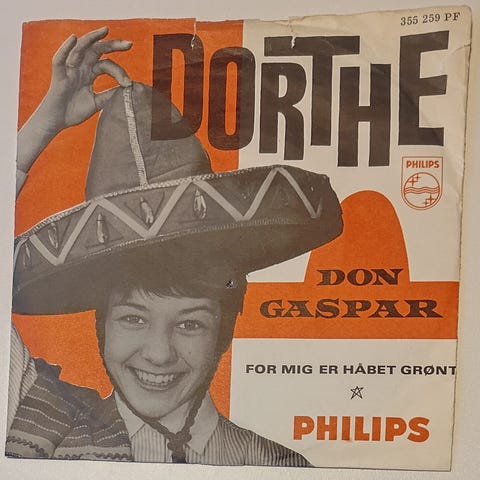 355 259 PF
DORTHE
PHILIPS
DON
GASPAR
FOR MIG ER HÅBET GRØNT
PHILIPS